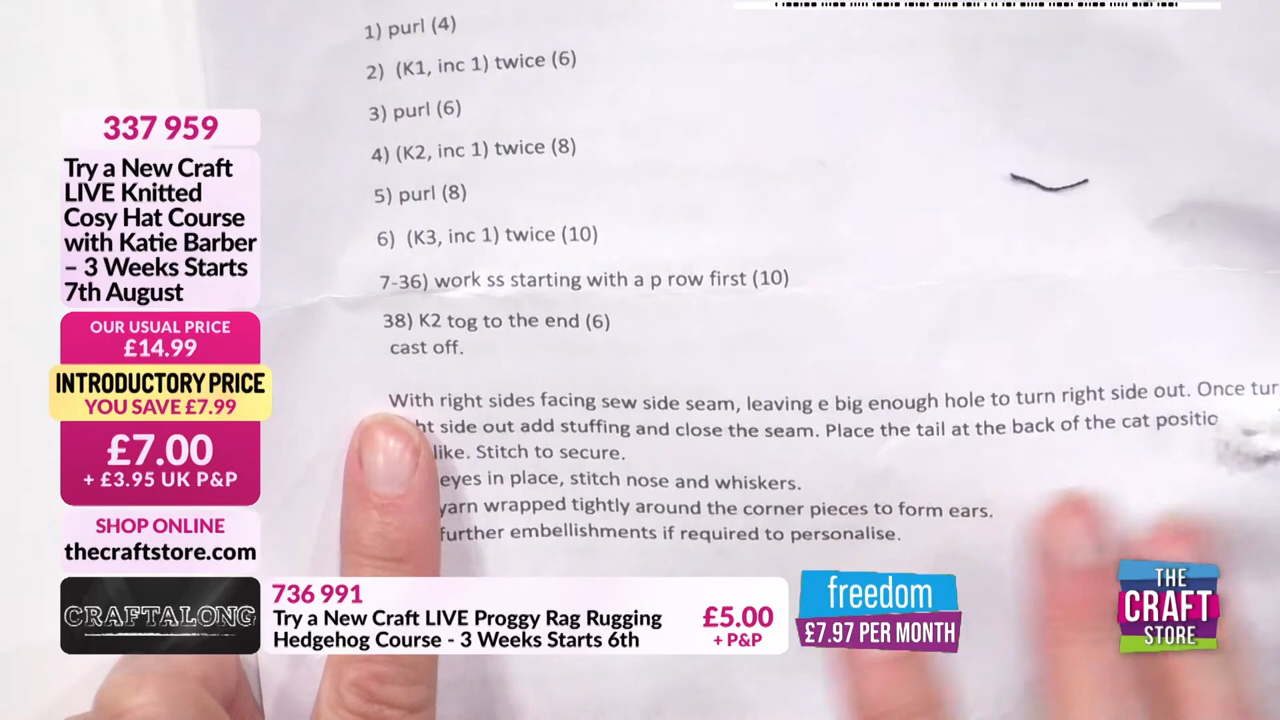 1) purl (4)
2) (K1, inc 1) twice (6)
3) purl (6)
4) (K2, inc 1) twice (8)
5) purl (8)
6) (K3, inc 1) twice (10)
7-36) work ss starting with a p row first (10)
38) K2 tog to the end (6)
cast off.
With right sides facing sew side seam, leaving e big enough hole to turn right side out. Once tur
ht side out add stuffing and close the seam. Place the tail at the back of the cat positio
like. Stitch to secure.
eyes in place, stitch nose and whiskers.
yarn wrapped tightly around the corner pieces to form ears.
further embellishments if required to personalise.
337 959
Try a New Craft
LIVE Knitted
Cosy Hat Course
with Katie Barber
– 3 Weeks Starts
7th August
OUR USUAL PRICE
£14.99
INTRODUCTORY PRICE
YOU SAVE £7.99
£7.00
+ £3.95 UK P&P
SHOP ONLINE
thecraftstore.com
CRAFTALONG
736 991
Try a New Craft LIVE Proggy Rag Rugging
Hedgehog Course - 3 Weeks Starts 6th
£5.00
+ P&P
freedom
£7.97 PER MONTH
THE
CRAFT
STORE